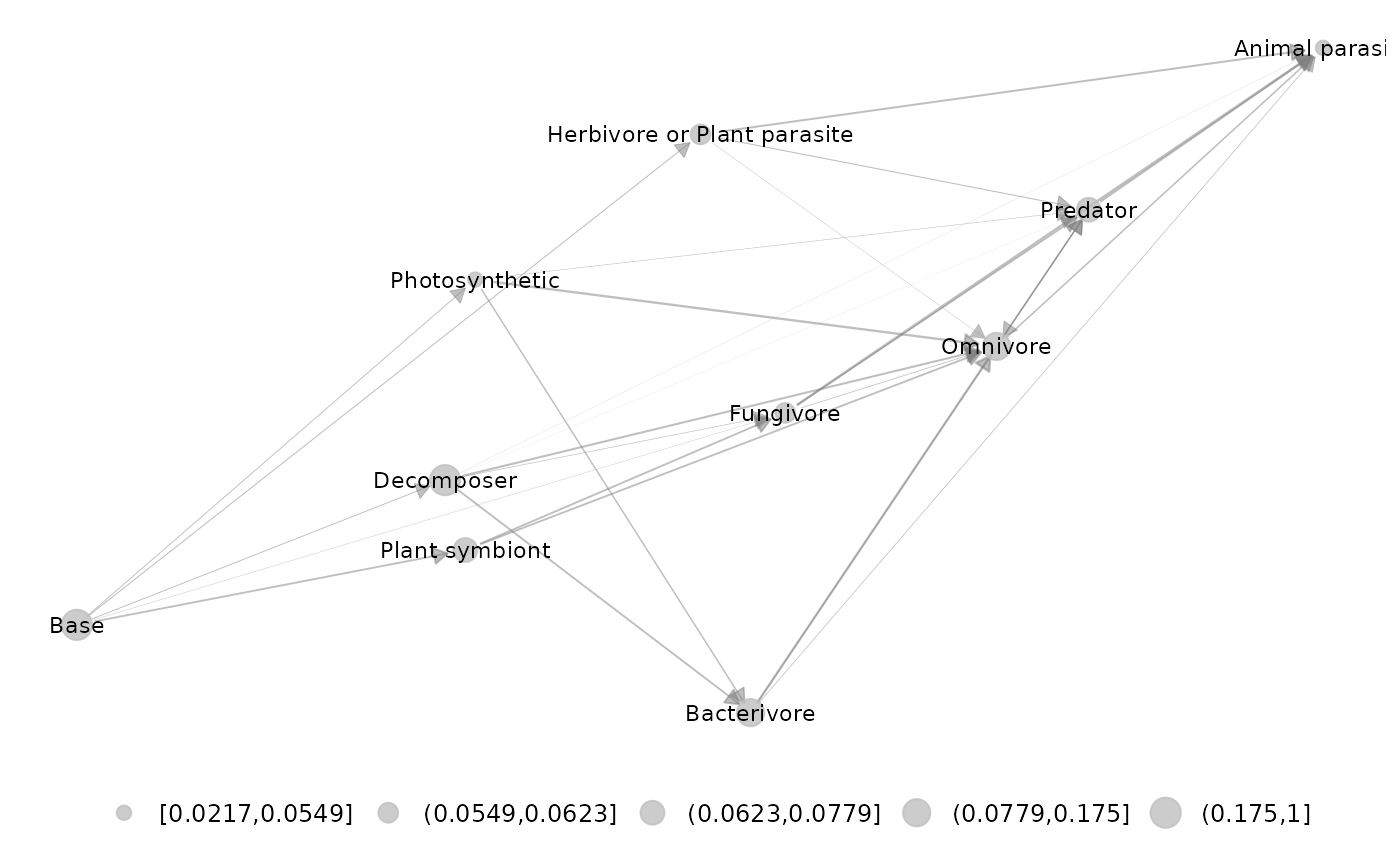 Animal parasi
Herbivore or Plant parasite
Predator
Photosynthetic
Omnivore
Fungivore
Decomposer
Plant symbiont
Base
Bacterivore
[0.0217,0.0549] (0.0549,0.0623] (0.0623,0.0779] (0.0779,0.175] (0.175,1]